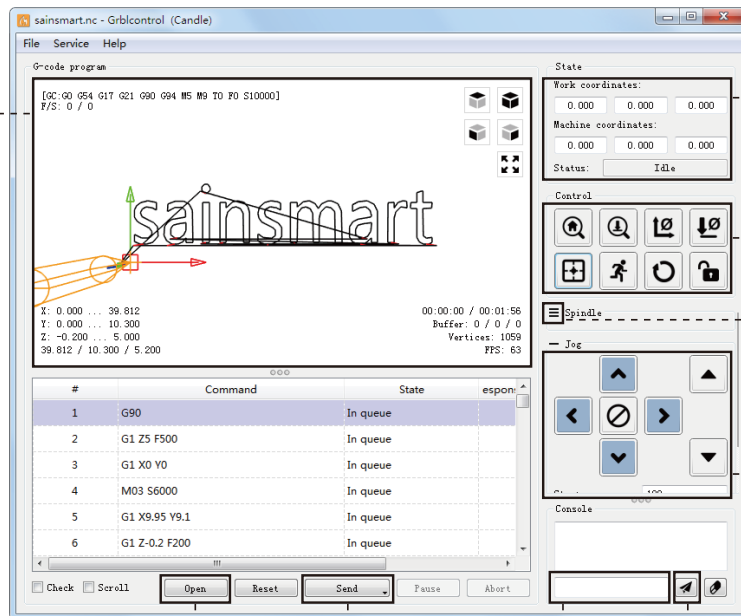 sainsmart.nc - Grblcontrol (Candle)
File Service Help
G-code program
[GC:G0 G54 G17 G21 G90 G94 M5 M9 T0 F0 S10000]
F/S: 0 / 0
sainsmart
X: 0.000 ... 39.812
Y: 0.000 ... 10.300
Z: -0.200 ... 5.000
39.812 / 10.300 / 5.200
00:00:00 / 00:01:56
Buffer: 0 / 0 / 0
Vertices: 1059
FPS: 63
# Command State espons
1 G90 In queue
2 G1 Z5 F500 In queue
3 G1 X0 Y0 In queue
4 M03 S6000 In queue
5 G1 X9.95 Y9.1 In queue
6 G1 Z-0.2 F200 In queue
Check Scroll Open Reset Send Pause Abort
State
Work coordinates:
0.000 0.000 0.000
Machine coordinates:
0.000 0.000 0.000
Status: Idle
Control
Spindle
Jog
Console